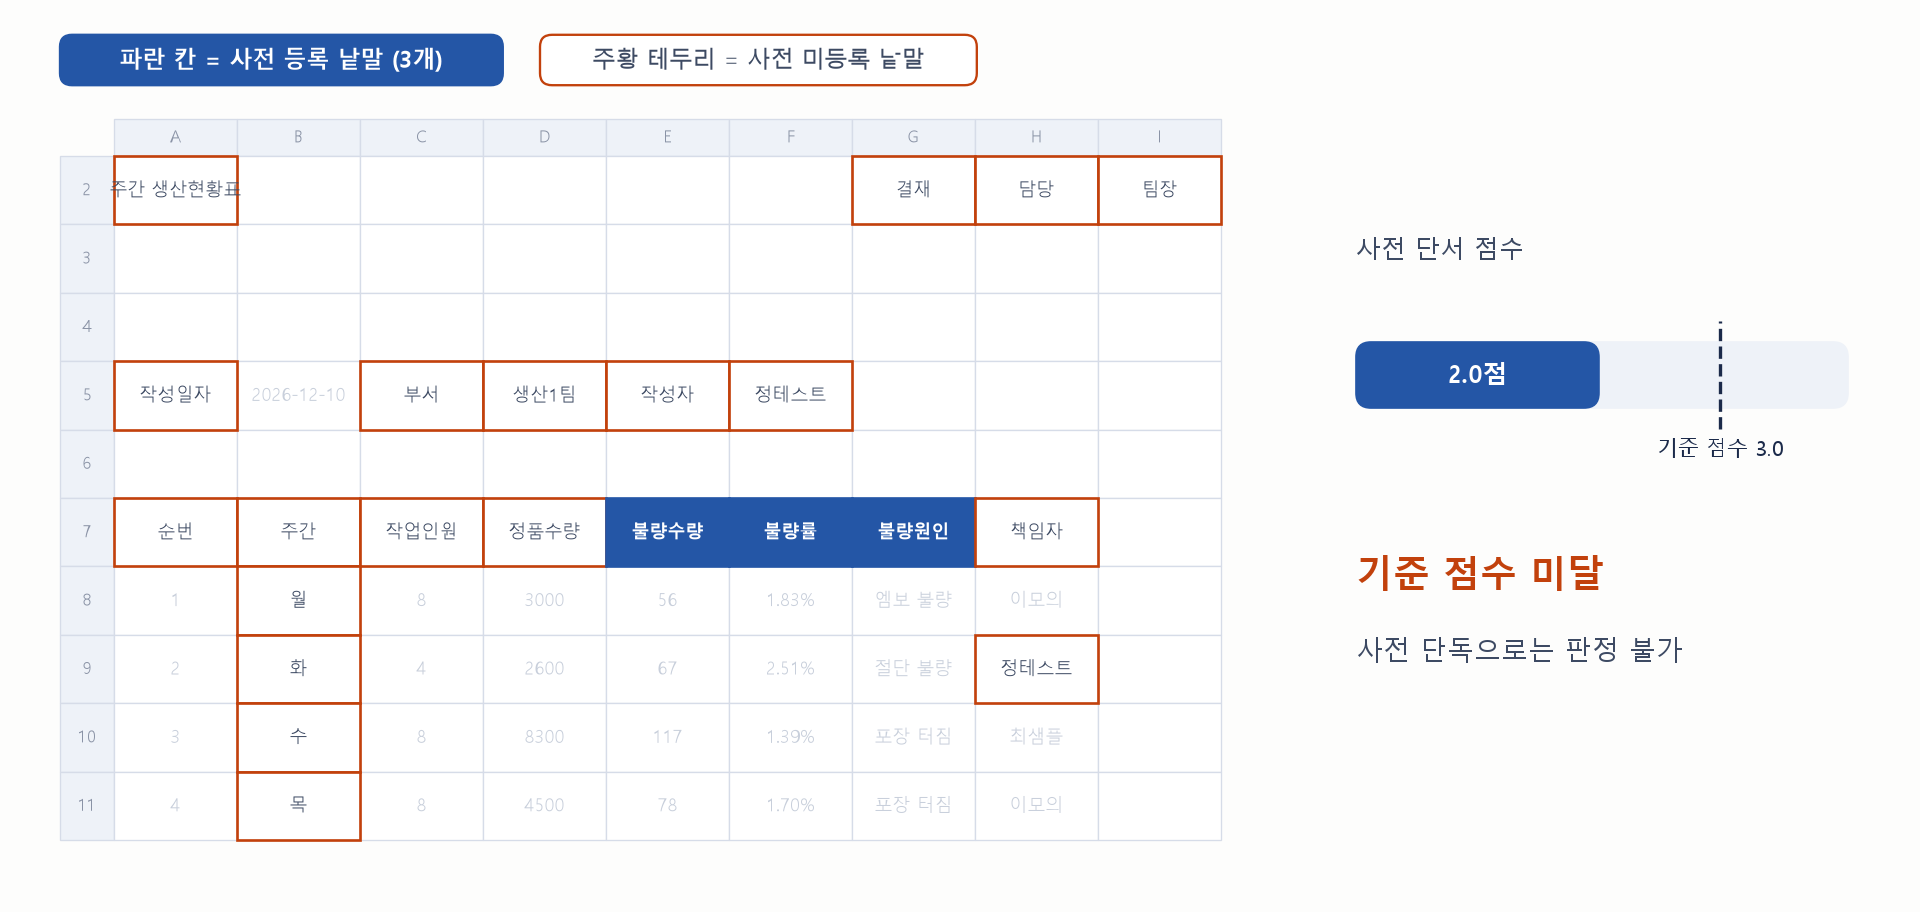 파란 칸 = 사전 등록 낱말 (3개)
주황 테두리 = 사전 미등록 낱말
A B C D E F G H I
2 주간 생산현황표 결재 담당 팀장
3
4
5 작성일자 2026-12-10 부서 생산1팀 작성자 정테스트
6
7 순번 주간 작업인원 정품수량 불량수량 불량률 불량원인 책임자
8 1 월 8 3000 56 1.83% 엠보 불량 이모의
9 2 화 4 2600 67 2.51% 절단 불량 정테스트
10 3 수 8 8300 117 1.39% 포장 터짐 최샘플
11 4 목 8 4500 78 1.70% 포장 터짐 이모의
사전 단서 점수
2.0점
기준 점수 3.0
기준 점수 미달
사전 단독으로는 판정 불가